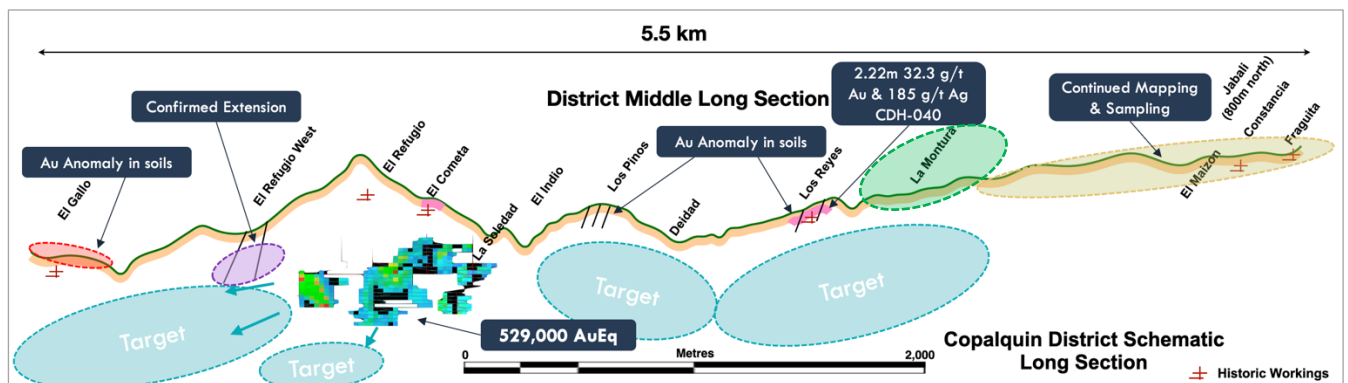 5.5 km
District Middle Long Section
2.22m 32.3 g/t
Au & 185 g/t Ag
CDH-040
Continued Mapping
& Sampling
Jabali
(800m north)
Constancia
Fraguita
Confirmed Extension
Au Anomaly in soils
El Gallo
El Refugio West
El Refugio
El Cometa
La Soledad
El Indio
Los Pinos
Au Anomaly in soils
Deidad
Los Reyes
La Montura
El Maizon
Target
Target
Target
Target
529,000 AuEq
0
Metres
2,000
Copalquin District Schematic
Long Section
Historic Workings